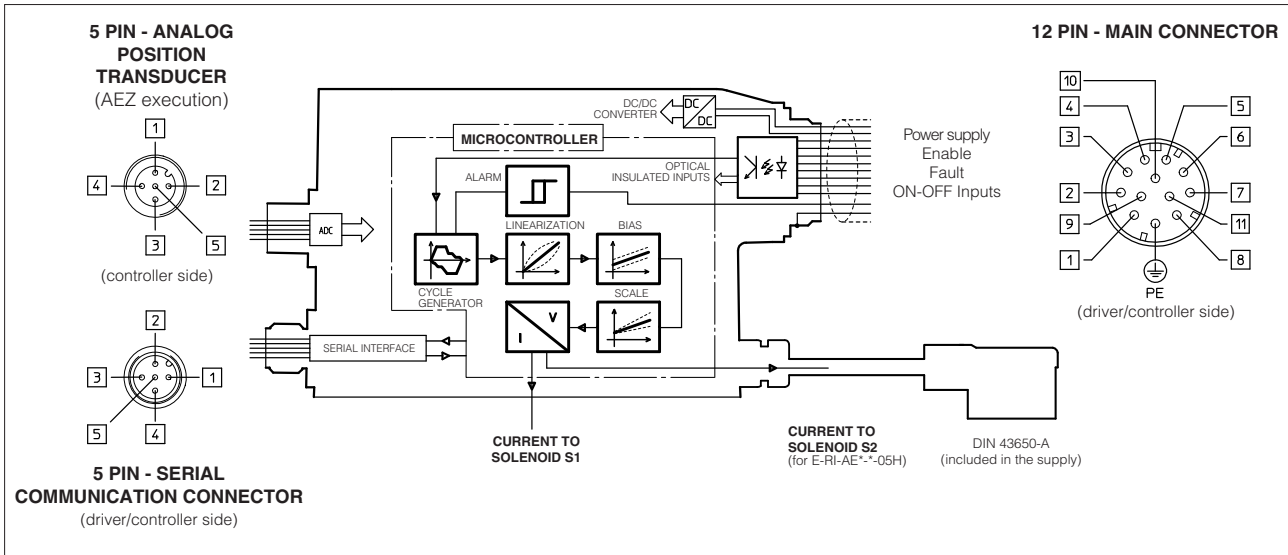 5 PIN - ANALOG
POSITION
TRANSDUCER
(AEZ execution)
1
4
2
3
5
(controller side)
2
3
1
5
4
5 PIN - SERIAL
COMMUNICATION CONNECTOR
(driver/controller side)
DC/DC
CONVERTER
DC
DC
MICROCONTROLLER
OPTICAL
INSULATED INPUTS
ALARM
ADC
LINEARIZATION
BIAS
CYCLE
GENERATOR
SCALE
V
I
SERIAL INTERFACE
CURRENT TO
SOLENOID S1
CURRENT TO
SOLENOID S2
(for E-RI-AE*-*-05H)
DIN 43650-A
(included in the supply)
Power supply
Enable
Fault
ON-OFF Inputs
12 PIN - MAIN CONNECTOR
10
4
5
3
6
2
7
9
11
1
8
PE
(driver/controller side)